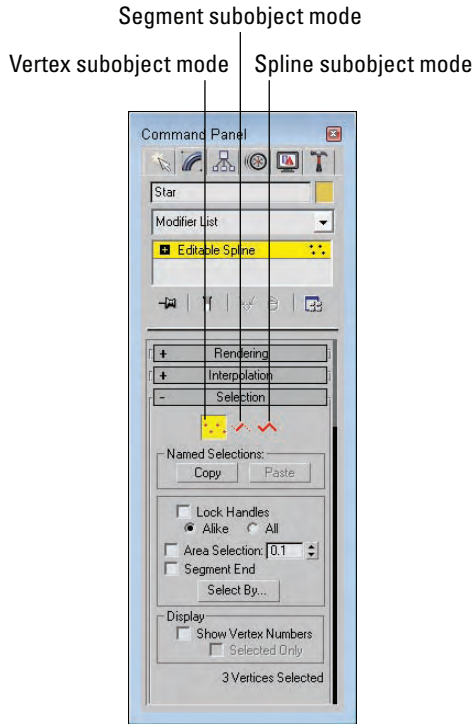 Segment subobject mode
Vertex subobject mode
Spline subobject mode
Command Panel
Star
Modifier List
Editable Spline
+ Rendering
+ Interpolation
- Selection
Named Selections:
Copy Paste
Lock Handles
Alike All
Area Selection: 0.1
Segment End
Select By...
Display
Show Vertex Numbers
Selected Only
3 Vertices Selected